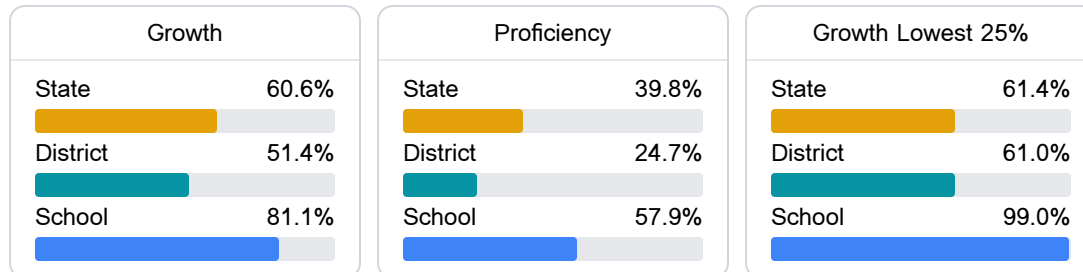 Growth
State 60.6%
District 51.4%
School 81.1%
Proficiency
State 39.8%
District 24.7%
School 57.9%
Growth Lowest 25%
State 61.4%
District 61.0%
School 99.0%